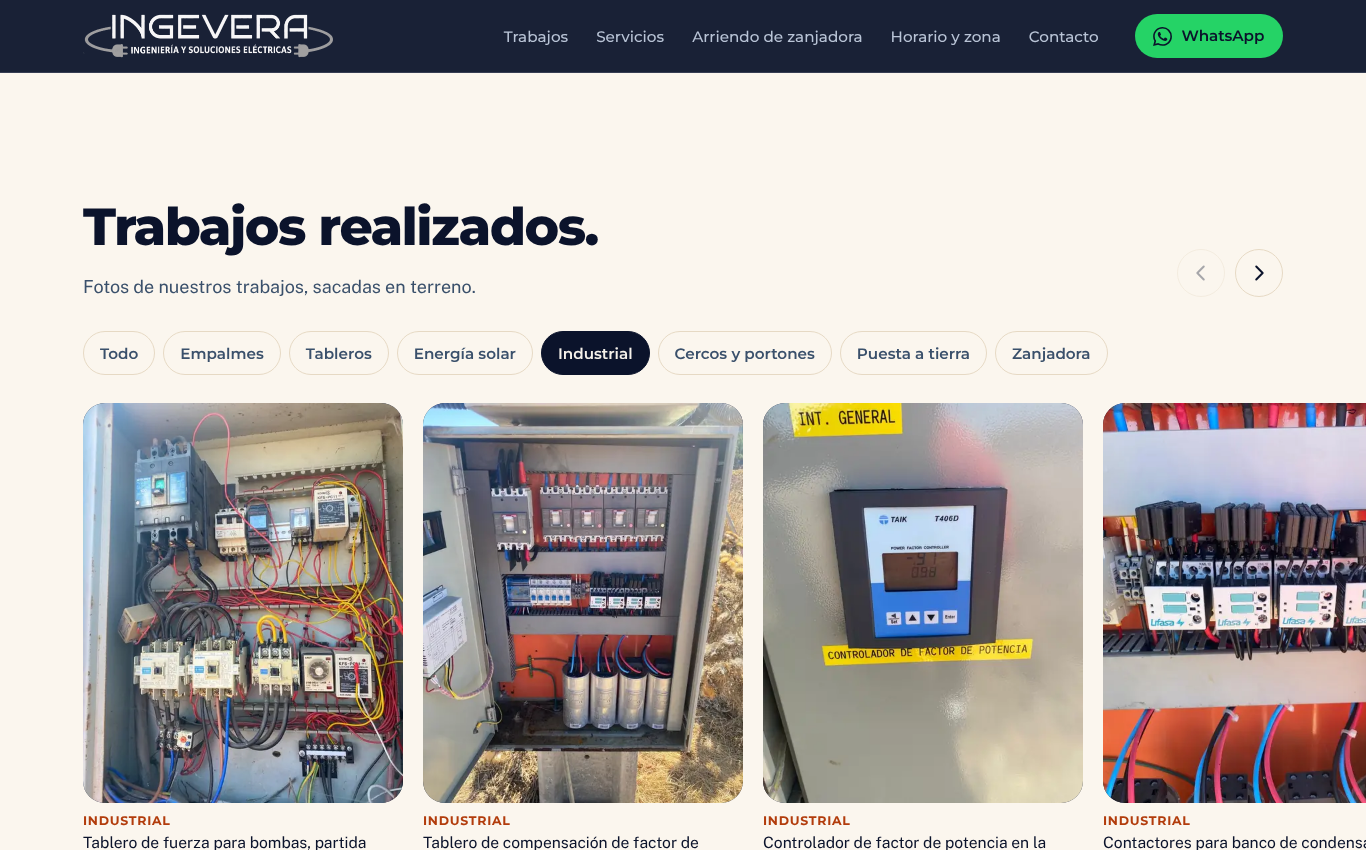 INGEVERA
INGENIERÍA Y SOLUCIONES ELÉCTRICAS
Trabajos
Servicios
Arriendo de zanjadora
Horario y zona
Contacto
WhatsApp
Trabajos realizados.
Fotos de nuestros trabajos, sacadas en terreno.
Todo
Empalmes
Tableros
Energía solar
Industrial
Cercos y portones
Puesta a tierra
Zanjadora
INT. GENERAL
TAIK
T406D
POWER FACTOR CONTROLLER
0.98
Enter
CONTROLADOR DE FACTOR DE POTENCIA
Lifasa
Lifasa
Lifasa
INDUSTRIAL
Tablero de fuerza para bombas, partida
INDUSTRIAL
Tablero de compensación de factor de
INDUSTRIAL
Controlador de factor de potencia en la
INDUSTRIAL
Contactores para banco de condensa